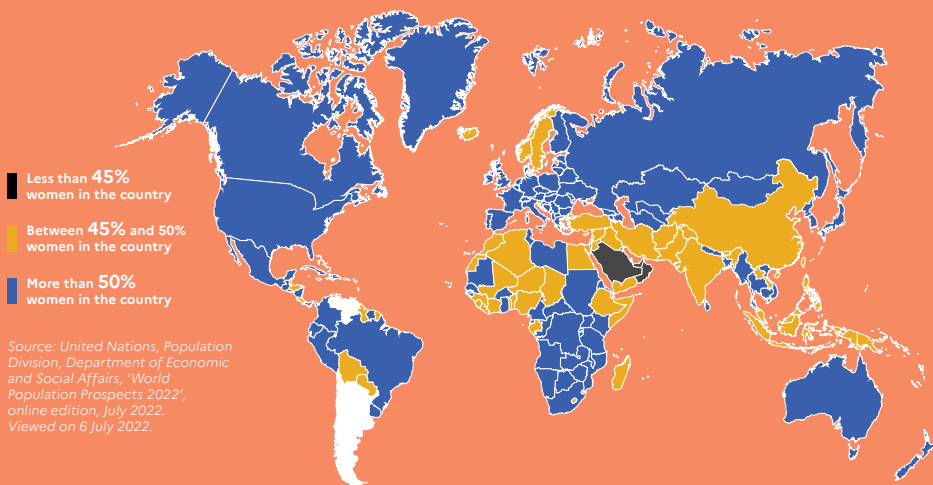 Less than 45%
women in the country
Between 45% and 50%
women in the country
More than 50%
women in the country
Source: United Nations, Population
Division, Department of Economic
and Social Affairs, ‘World
Population Prospects 2022’,
online edition, July 2022.
Viewed on 6 July 2022.